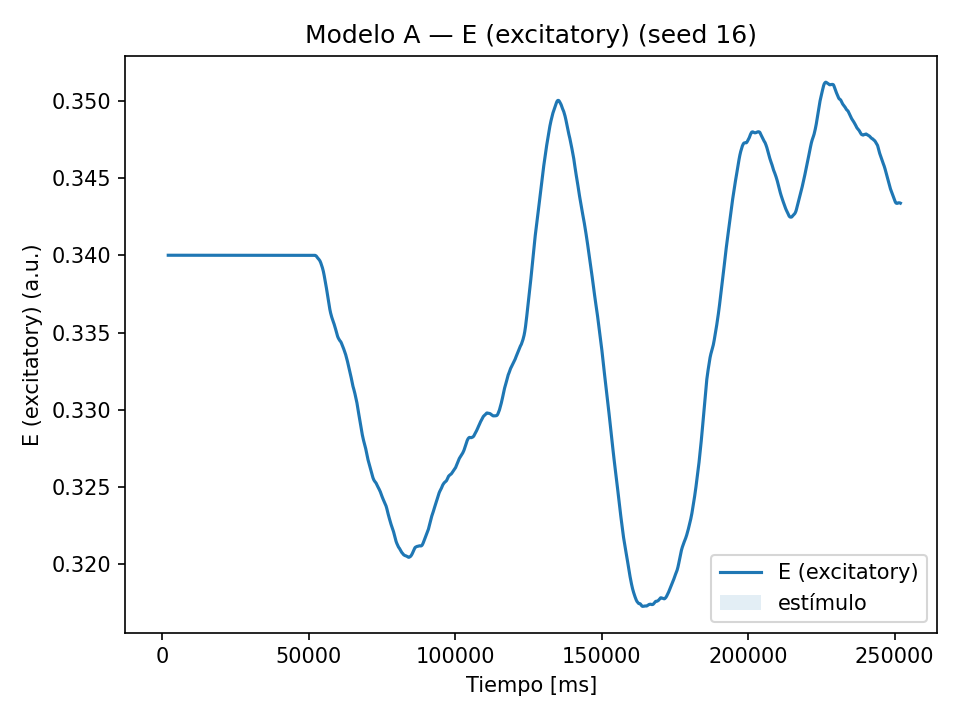 Modelo A — E (excitatory) (seed 16)
E (excitatory) (a.u.)
0.350
0.345
0.340
0.335
0.330
0.325
0.320
E (excitatory)
estímulo
0 50000 100000 150000 200000 250000
Tiempo [ms]